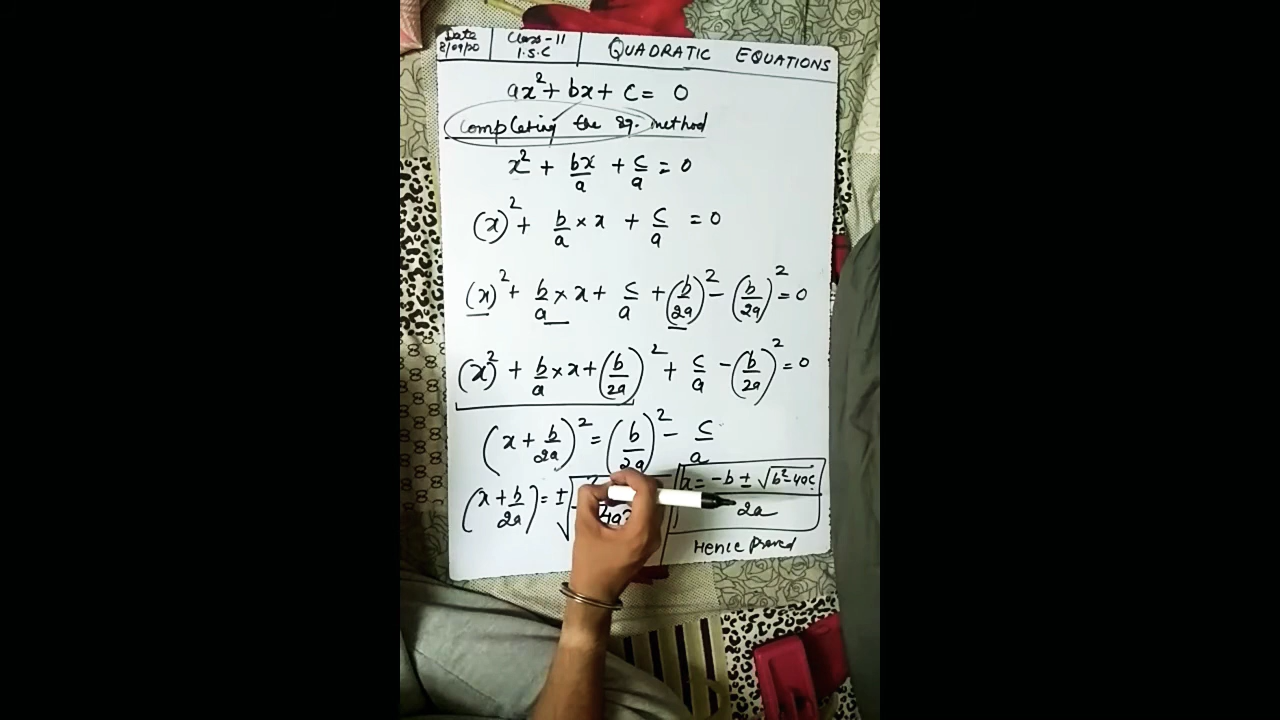 Date 8/09/20
Class-11 I.S.C
QUADRATIC EQUATIONS
ax² + bx + c = 0
Completing the sq. method
x² + bx/a + c/a = 0
(x)² + b/a × x + c/a = 0
(x)² + b/a × x + c/a + (b/2a)² - (b/2a)² = 0
(x)² + b/a × x + (b/2a)² + c/a - (b/2a)² = 0
(x + b/2a)² = (b/2a)² - c/a
(x + b/2a) = ±√
x = -b ± √b²-4ac / 2a
Hence Proved